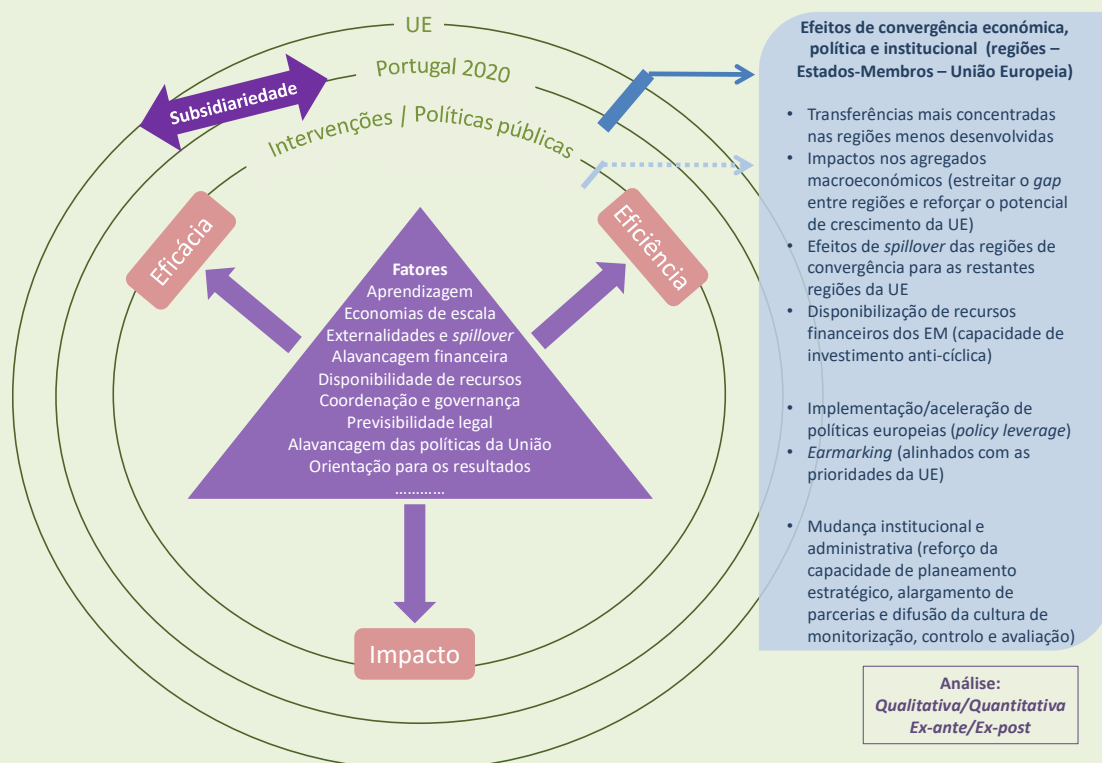 UE
Portugal 2020
Intervenções / Políticas públicas
Subsidiariedade
Eficácia
Eficiência
Fatores
Aprendizagem
Economias de escala
Externalidades e spillover
Alavancagem financeira
Disponibilidade de recursos
Coordenação e governança
Previsibilidade legal
Alavancagem das políticas da União
Orientação para os resultados
............
Impacto
Efeitos de convergência económica,
política e institucional (regiões –
Estados-Membros – União Europeia)
• Transferências mais concentradas
nas regiões menos desenvolvidas
• Impactos nos agregados
macroeconómicos (estreitar o gap
entre regiões e reforçar o potencial
de crescimento da UE)
• Efeitos de spillover das regiões de
convergência para as restantes
regiões da UE
• Disponibilização de recursos
financeiros dos EM (capacidade de
investimento anti-cíclica)
• Implementação/aceleração de
políticas europeias (policy leverage)
• Earmarking (alinhados com as
prioridades da UE)
• Mudança institucional e
administrativa (reforço da
capacidade de planeamento
estratégico, alargamento de
parcerias e difusão da cultura de
monitorização, controlo e avaliação)
Análise:
Qualitativa/Quantitativa
Ex-ante/Ex-post